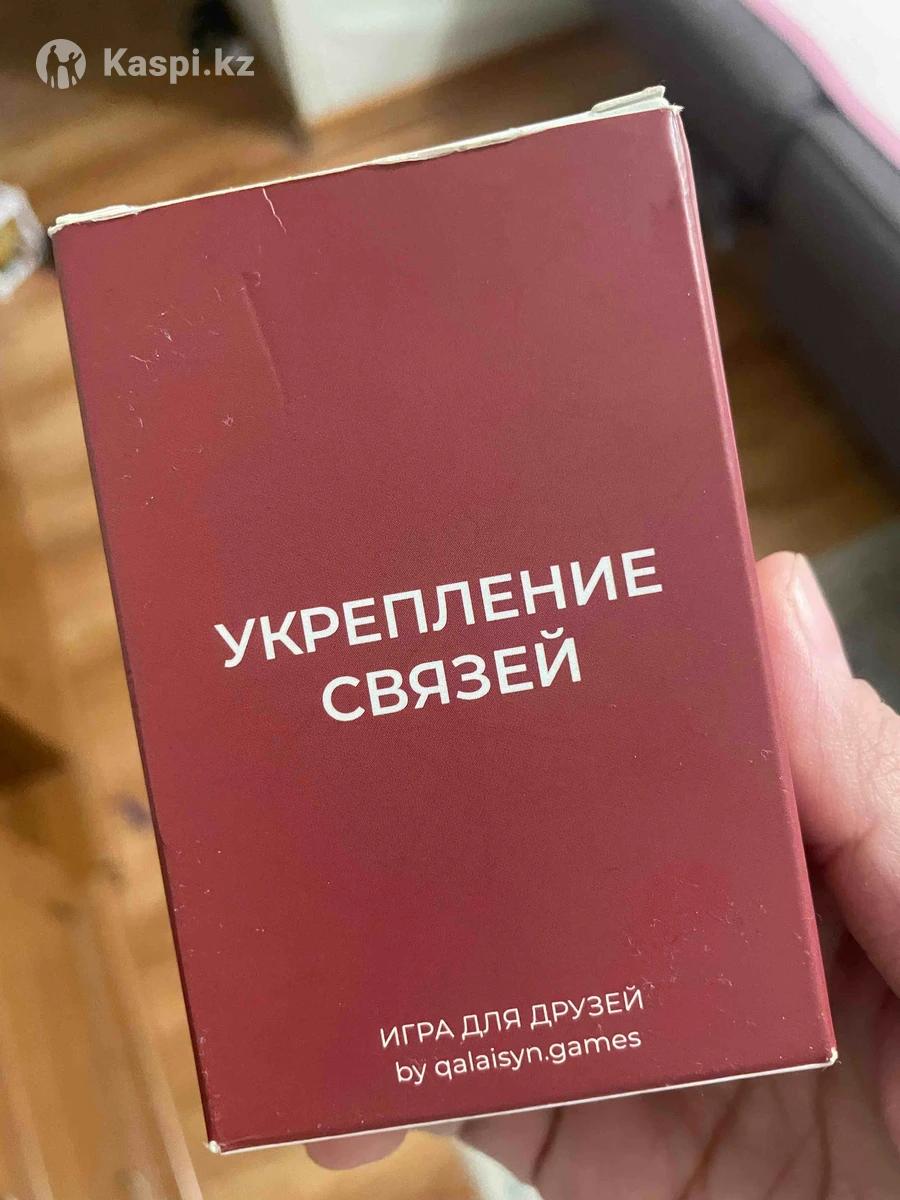 Kaspi.kz
УКРЕПЛЕНИЕ
СВЯЗЕЙ
ИГРА ДЛЯ ДРУЗЕЙ
by qalaisyn.games